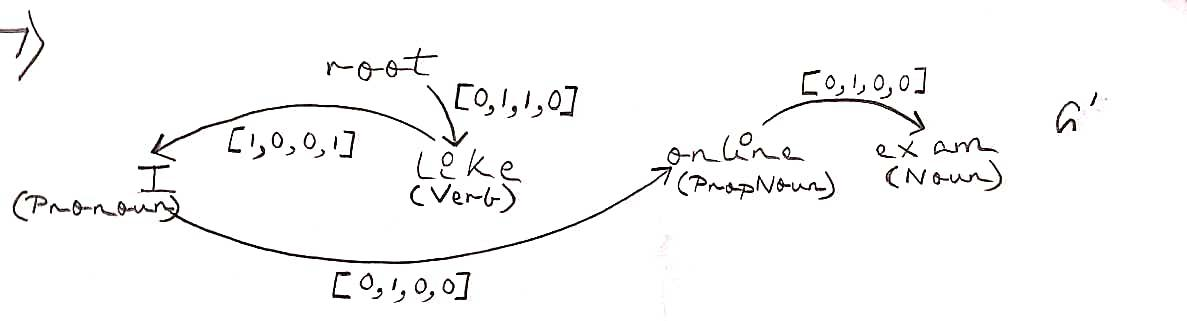 root
[0,1,1,0]
[0,1,0,0]
G'
[1,0,0,1]
I
like
online
exam
(Pronoun)
(Verb)
(PropNoun)
(Noun)
[0,1,0,0]